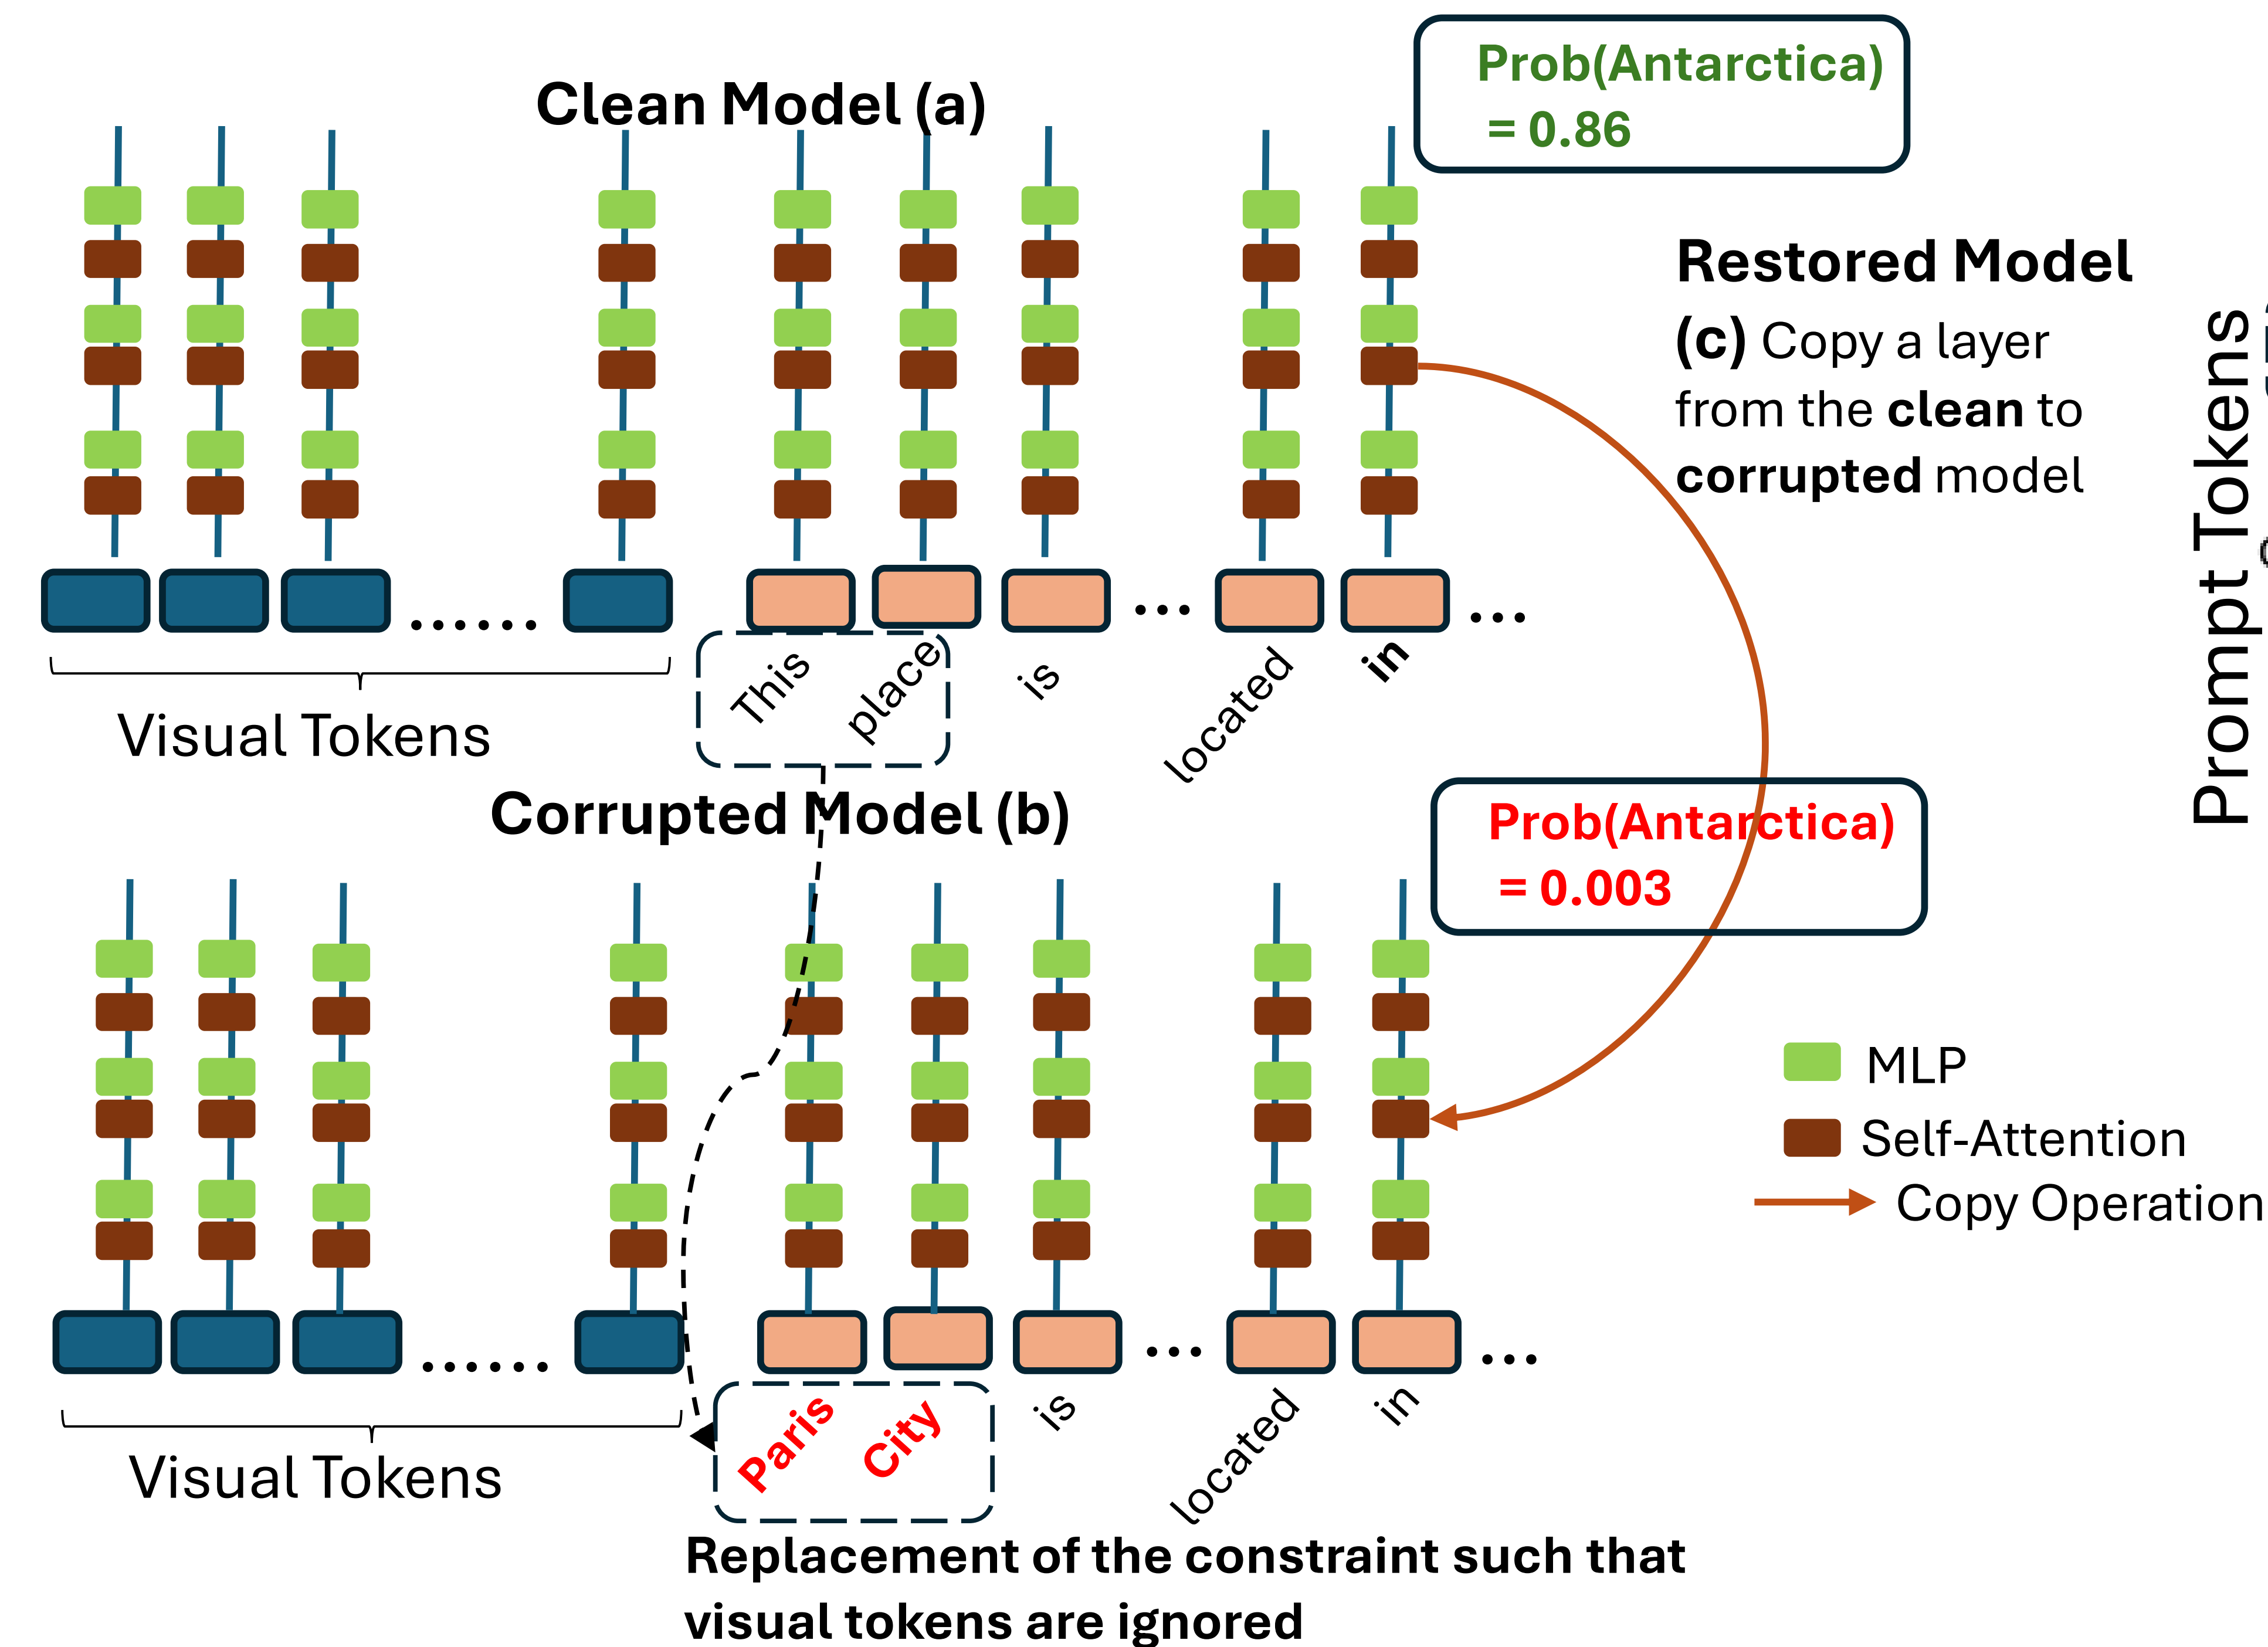 Clean Model (a)
Prob(Antarctica)
= 0.86
Restored Model
(c) Copy a layer
from the clean to
corrupted model
Prompt Tokens
This
place
is
...
located
in
...
......
Visual Tokens
Corrupted Model (b)
Prob(Antarctica)
= 0.003
MLP
Self-Attention
Copy Operation
......
Paris
City
is
...
located
in
...
Visual Tokens
Replacement of the constraint such that
visual tokens are ignored